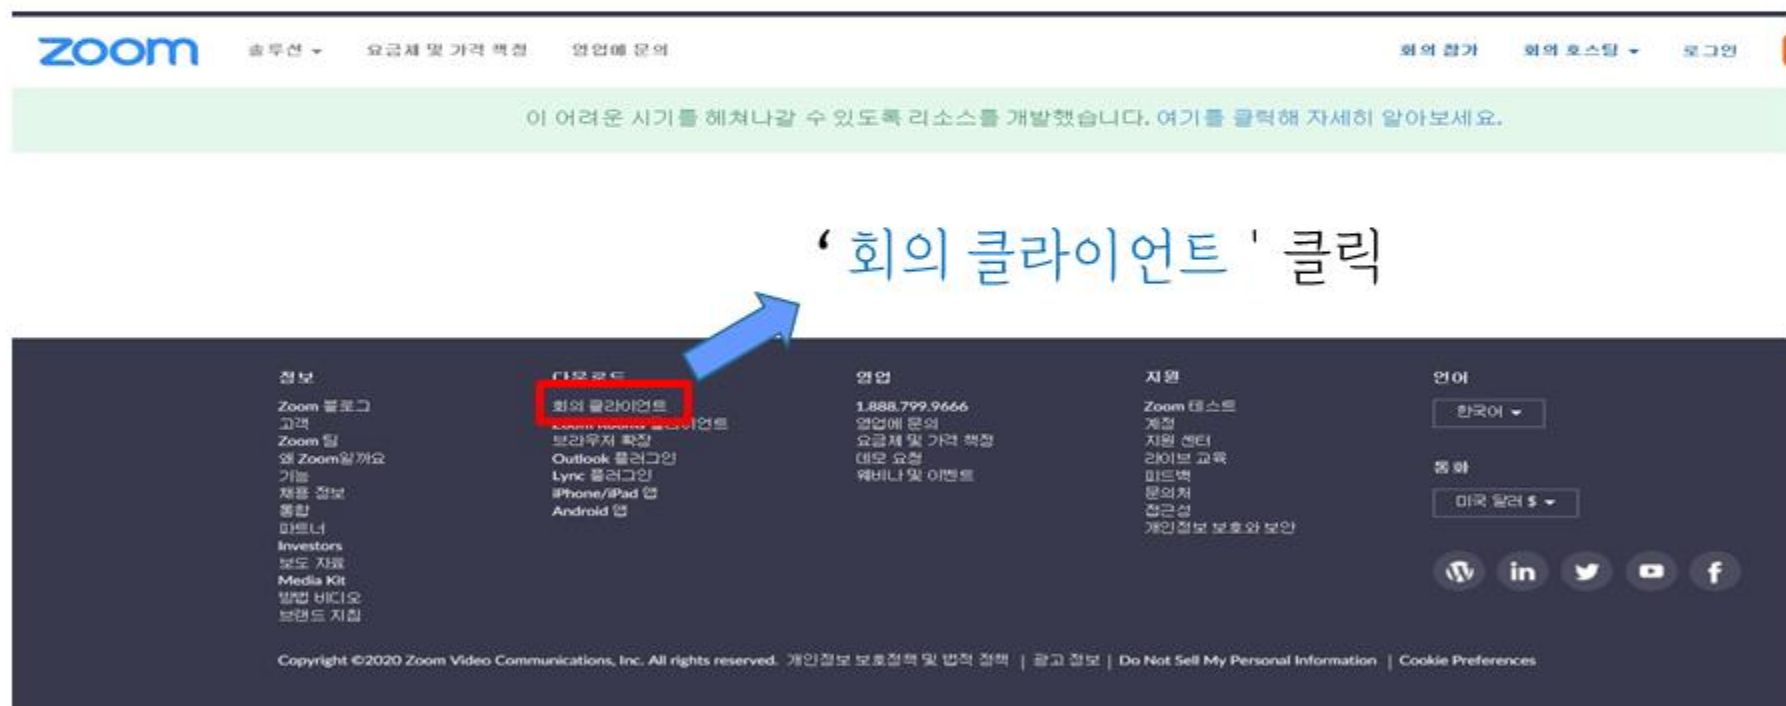 zoom 솔루션 요금제 및 가격 책정 영업에 문의 회의 참가 회의 호스팅 로그인
이 어려운 시기를 헤쳐나갈 수 있도록 리소스를 개발했습니다. 여기를 클릭해 자세히 알아보세요.
‘ 회의 클라이언트 ' 클릭
정보
Zoom 블로그
고객
Zoom 팀
왜 Zoom일까요
기능
채용 정보
통합
파트너
Investors
보도 자료
Media Kit
방법 비디오
브랜드 지침
다운로드
회의 클라이언트
Zoom Rooms 클라이언트
브라우저 확장
Outlook 플러그인
Lync 플러그인
iPhone/iPad 앱
Android 앱
영업
1.888.799.9666
영업에 문의
요금제 및 가격 책정
데모 요청
웨비나 및 이벤트
지원
Zoom 테스트
계정
지원 센터
라이브 교육
피드백
문의처
접근성
개인정보 보호와 보안
언어
한국어
통화
미국 달러 $
in
f
Copyright ©2020 Zoom Video Communications, Inc. All rights reserved. 개인정보 보호정책 및 법적 정책 | 광고 정보 | Do Not Sell My Personal Information | Cookie Preferences